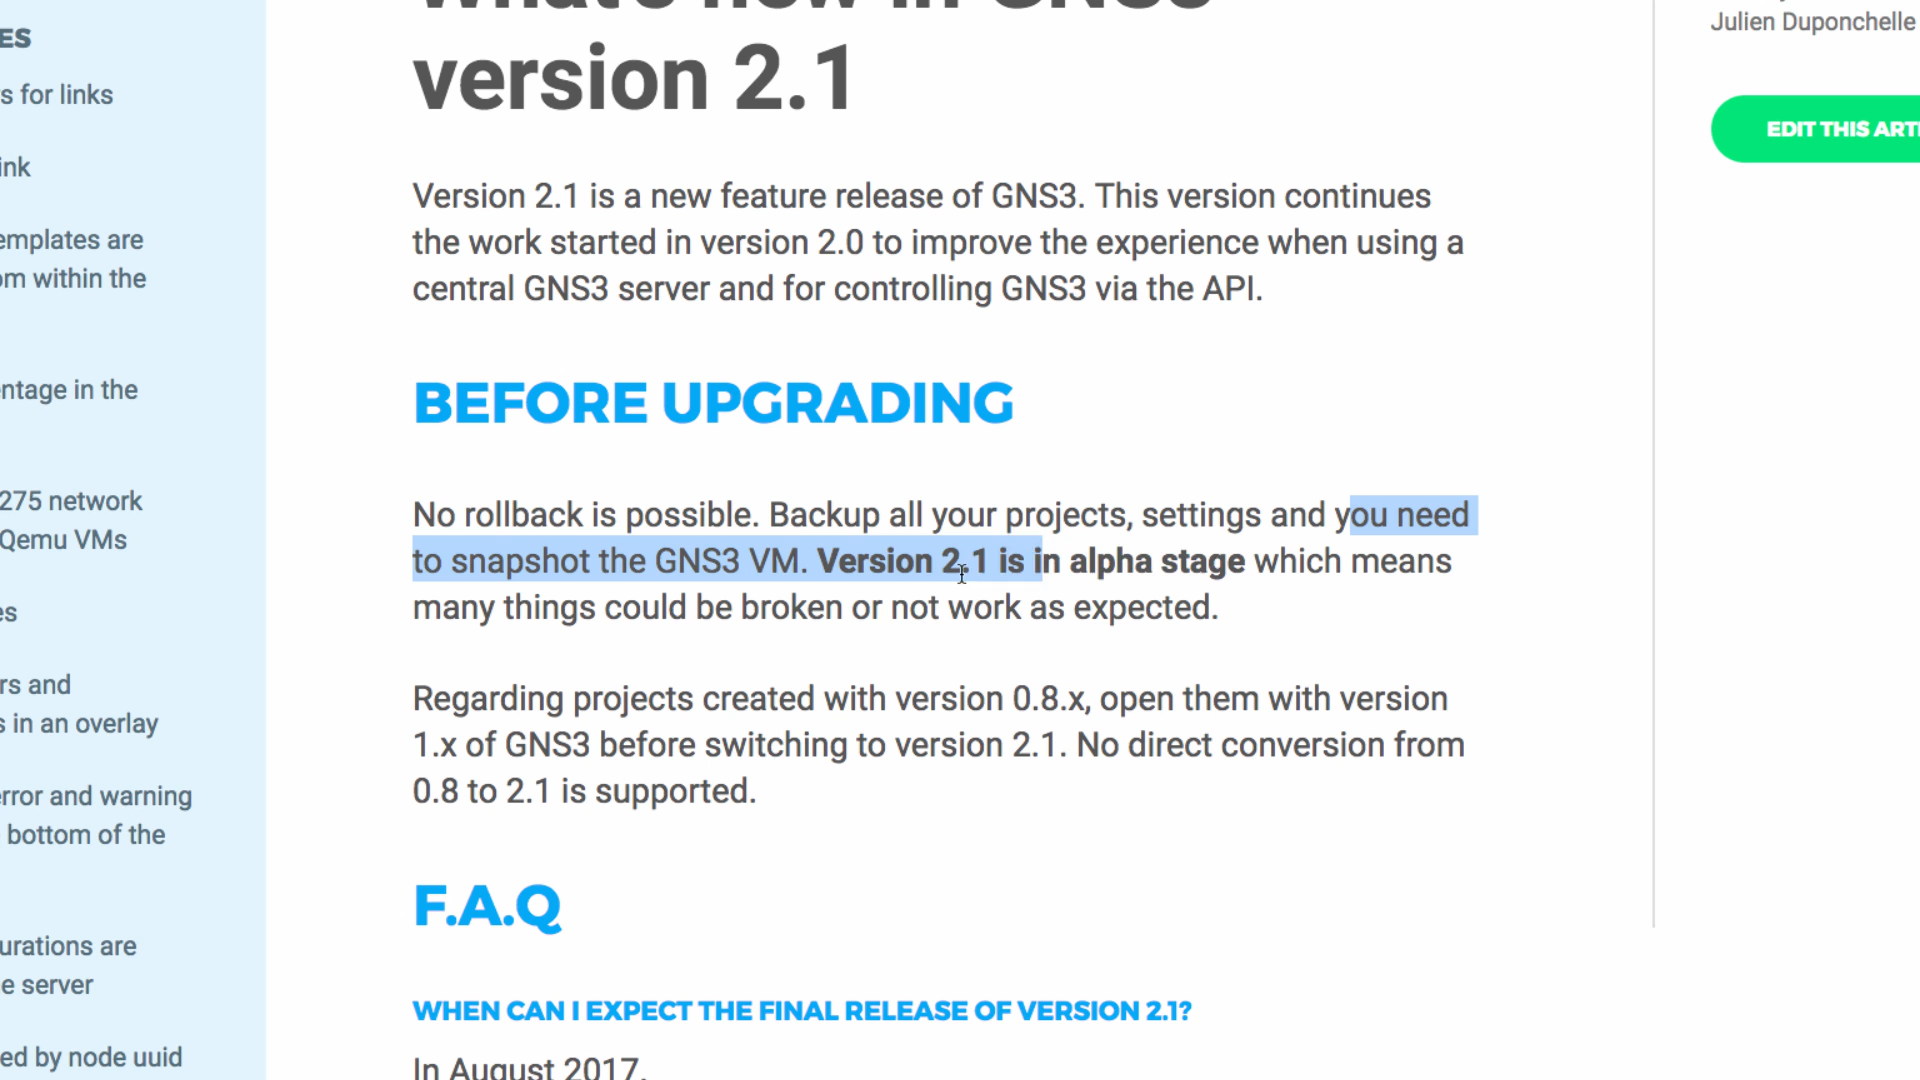 ES
s for links
ink
emplates are
om within the
entage in the
275 network
Qemu VMs
es
rs and
s in an overlay
error and warning
bottom of the
urations are
e server
ed by node uuid
What's new in GNS3
version 2.1
Version 2.1 is a new feature release of GNS3. This version continues
the work started in version 2.0 to improve the experience when using a
central GNS3 server and for controlling GNS3 via the API.
BEFORE UPGRADING
No rollback is possible. Backup all your projects, settings and you need
to snapshot the GNS3 VM. Version 2.1 is in alpha stage which means
many things could be broken or not work as expected.
Regarding projects created with version 0.8.x, open them with version
1.x of GNS3 before switching to version 2.1. No direct conversion from
0.8 to 2.1 is supported.
F.A.Q
WHEN CAN I EXPECT THE FINAL RELEASE OF VERSION 2.1?
In August 2017.
Julien Duponchelle
EDIT THIS ARTI